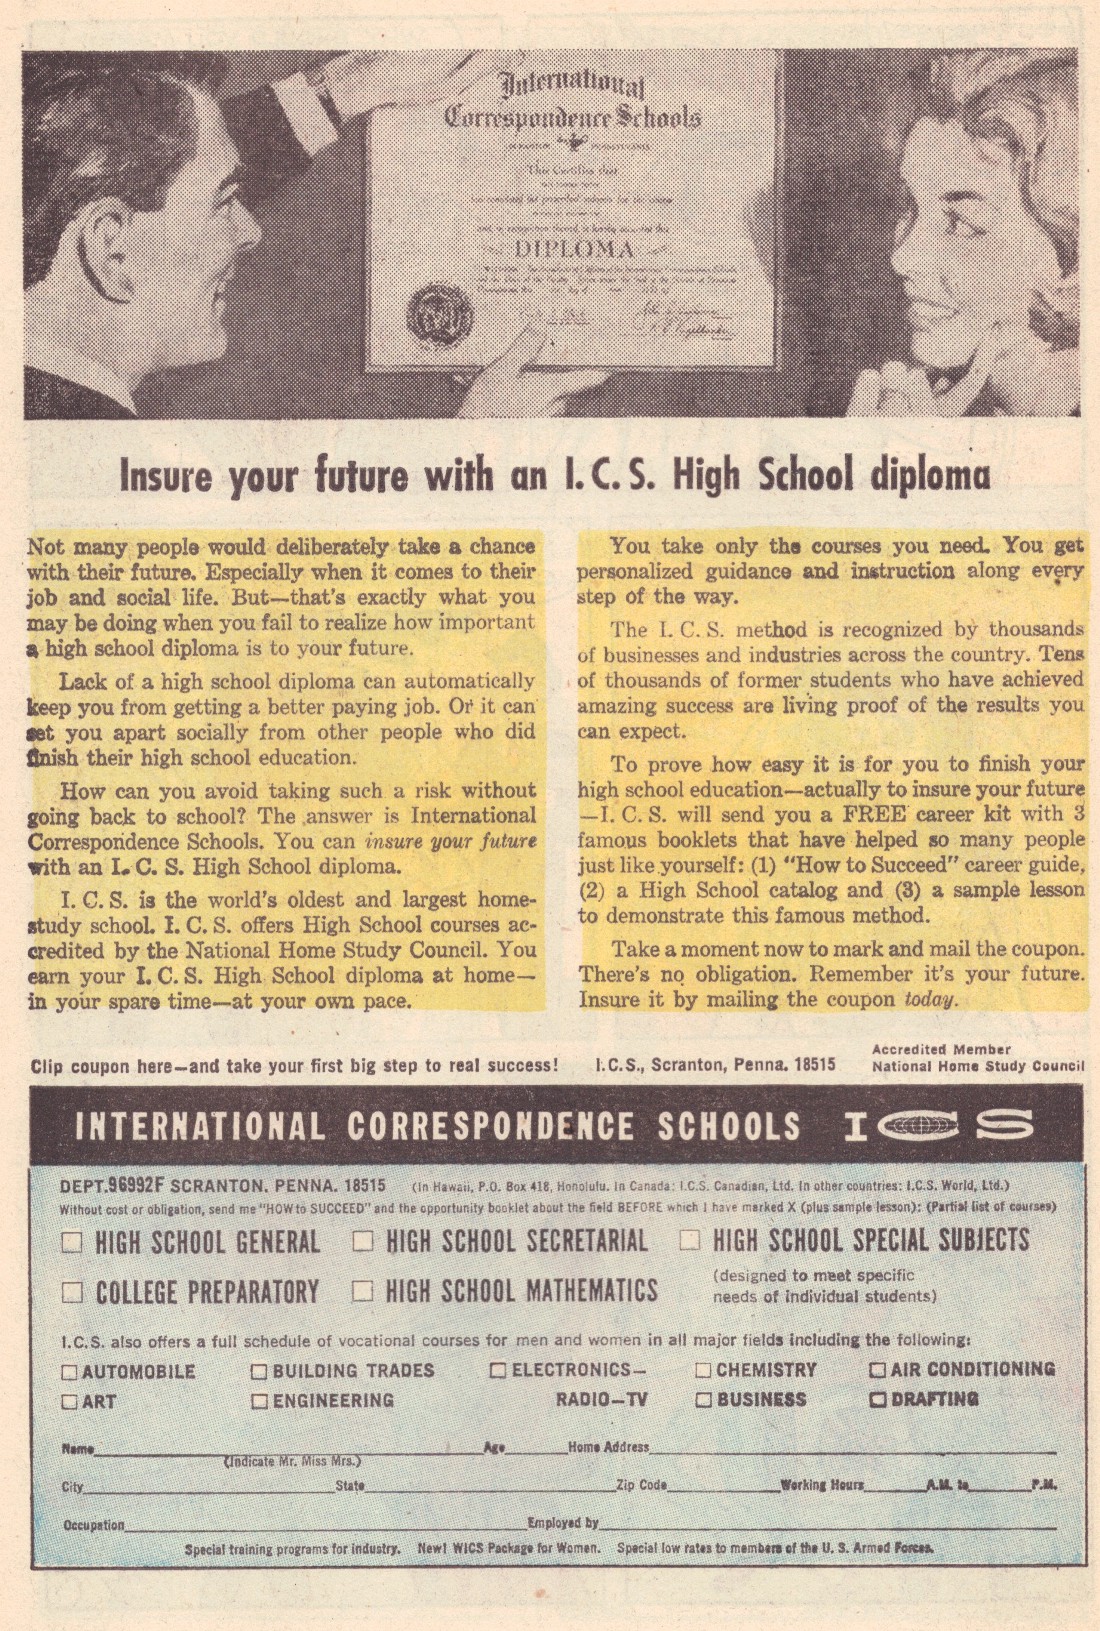 International
Correspondence Schools
SCRANTON PENNSYLVANIA
This Certifies that
has completed the prescribed subjects for the course
DIPLOMA
Insure your future with an I. C. S. High School diploma
Not many people would deliberately take a chance
with their future. Especially when it comes to their
job and social life. But—that's exactly what you
may be doing when you fail to realize how important
a high school diploma is to your future.
Lack of a high school diploma can automatically
keep you from getting a better paying job. Or it can
set you apart socially from other people who did
finish their high school education.
How can you avoid taking such a risk without
going back to school? The answer is International
Correspondence Schools. You can insure your future
with an I. C. S. High School diploma.
I. C. S. is the world's oldest and largest home-
study school. I. C. S. offers High School courses ac-
credited by the National Home Study Council. You
earn your I. C. S. High School diploma at home—
in your spare time—at your own pace.
You take only the courses you need. You get
personalized guidance and instruction along every
step of the way.
The I. C. S. method is recognized by thousands
of businesses and industries across the country. Tens
of thousands of former students who have achieved
amazing success are living proof of the results you
can expect.
To prove how easy it is for you to finish your
high school education—actually to insure your future
—I. C. S. will send you a FREE career kit with 3
famous booklets that have helped so many people
just like yourself: (1) "How to Succeed" career guide,
(2) a High School catalog and (3) a sample lesson
to demonstrate this famous method.
Take a moment now to mark and mail the coupon.
There's no obligation. Remember it's your future.
Insure it by mailing the coupon today.
Clip coupon here—and take your first big step to real success!
I.C.S., Scranton, Penna. 18515
Accredited Member
National Home Study Council
INTERNATIONAL CORRESPONDENCE SCHOOLS ICS
DEPT.96992F SCRANTON. PENNA. 18515 (In Hawaii, P.O. Box 418, Honolulu. In Canada: I.C.S. Canadian, Ltd. In other countries: I.C.S. World, Ltd.)
Without cost or obligation, send me "HOW to SUCCEED" and the opportunity booklet about the field BEFORE which I have marked X (plus sample lesson): (Partial list of courses)
HIGH SCHOOL GENERAL HIGH SCHOOL SECRETARIAL HIGH SCHOOL SPECIAL SUBJECTS
COLLEGE PREPARATORY HIGH SCHOOL MATHEMATICS (designed to meet specific
needs of individual students)
I.C.S. also offers a full schedule of vocational courses for men and women in all major fields including the following:
AUTOMOBILE BUILDING TRADES ELECTRONICS— CHEMISTRY AIR CONDITIONING
ART ENGINEERING RADIO—TV BUSINESS DRAFTING
Name Age Home Address
(Indicate Mr. Miss Mrs.)
City State Zip Code Working Hours A.M. to P.M.
Occupation Employed by
Special training programs for industry. New! WICS Package for Women. Special low rates to members of the U. S. Armed Forces.